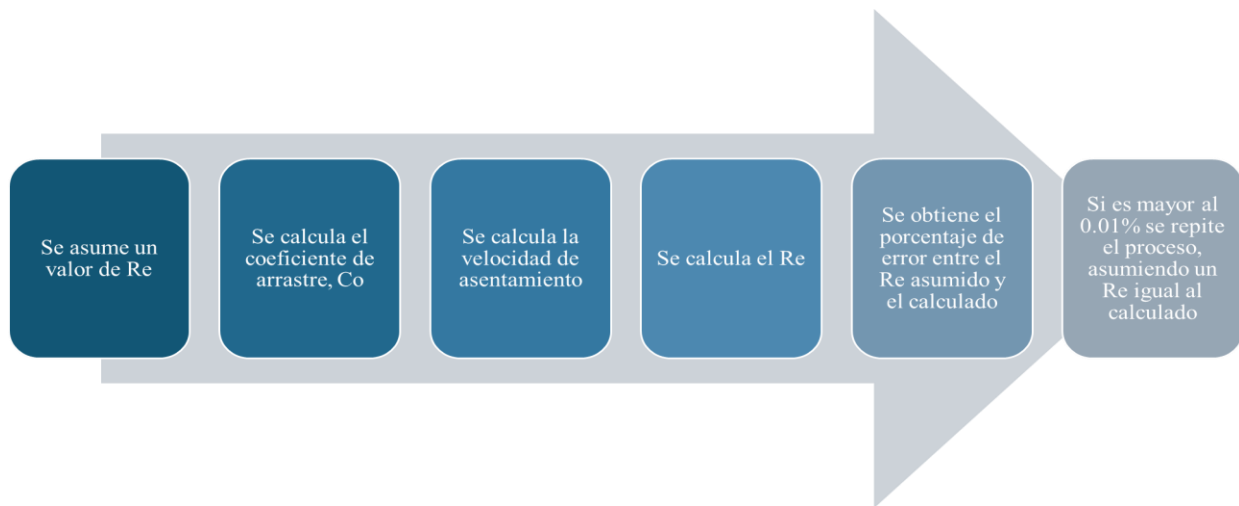 Se asume un
valor de Re
Se calcula el
coeficiente de
arrastre, Co
Se calcula la
velocidad de
asentamiento
Se calcula el Re
Se obtiene el
porcentaje de
error entre el
Re asumido y
el calculado
Si es mayor al
0.01% se repite
el proceso,
asumiendo un
Re igual al
calculado